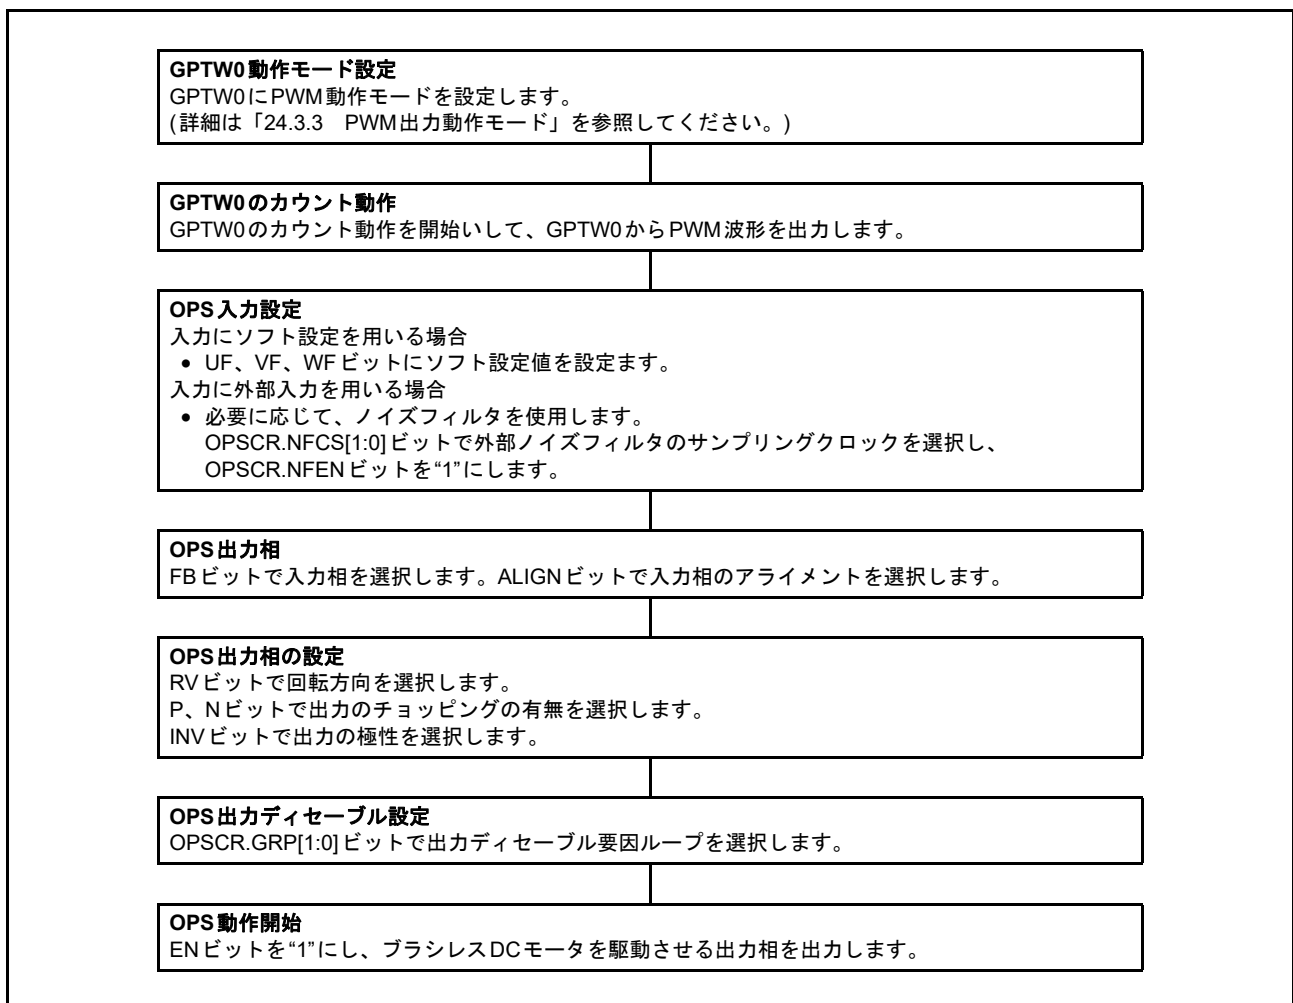 GPTW0動作モード設定
GPTW0にPWM動作モードを設定します。
(詳細は「24.3.3　PWM出力動作モード」を参照してください。)
GPTW0のカウント動作
GPTW0のカウント動作を開始いして、GPTW0からPWM波形を出力します。
OPS入力設定
入力にソフト設定を用いる場合
● UF、VF、WFビットにソフト設定値を設定ます。
入力に外部入力を用いる場合
● 必要に応じて、ノイズフィルタを使用します。
OPSCR.NFCS[1:0]ビットで外部ノイズフィルタのサンプリングクロックを選択し、
OPSCR.NFENビットを“1”にします。
OPS出力相
FBビットで入力相を選択します。ALIGNビットで入力相のアライメントを選択します。
OPS出力相の設定
RVビットで回転方向を選択します。
P、Nビットで出力のチョッピングの有無を選択します。
INVビットで出力の極性を選択します。
OPS出力ディセーブル設定
OPSCR.GRP[1:0]ビットで出力ディセーブル要因ループを選択します。
OPS動作開始
ENビットを“1”にし、ブラシレスDCモータを駆動させる出力相を出力します。